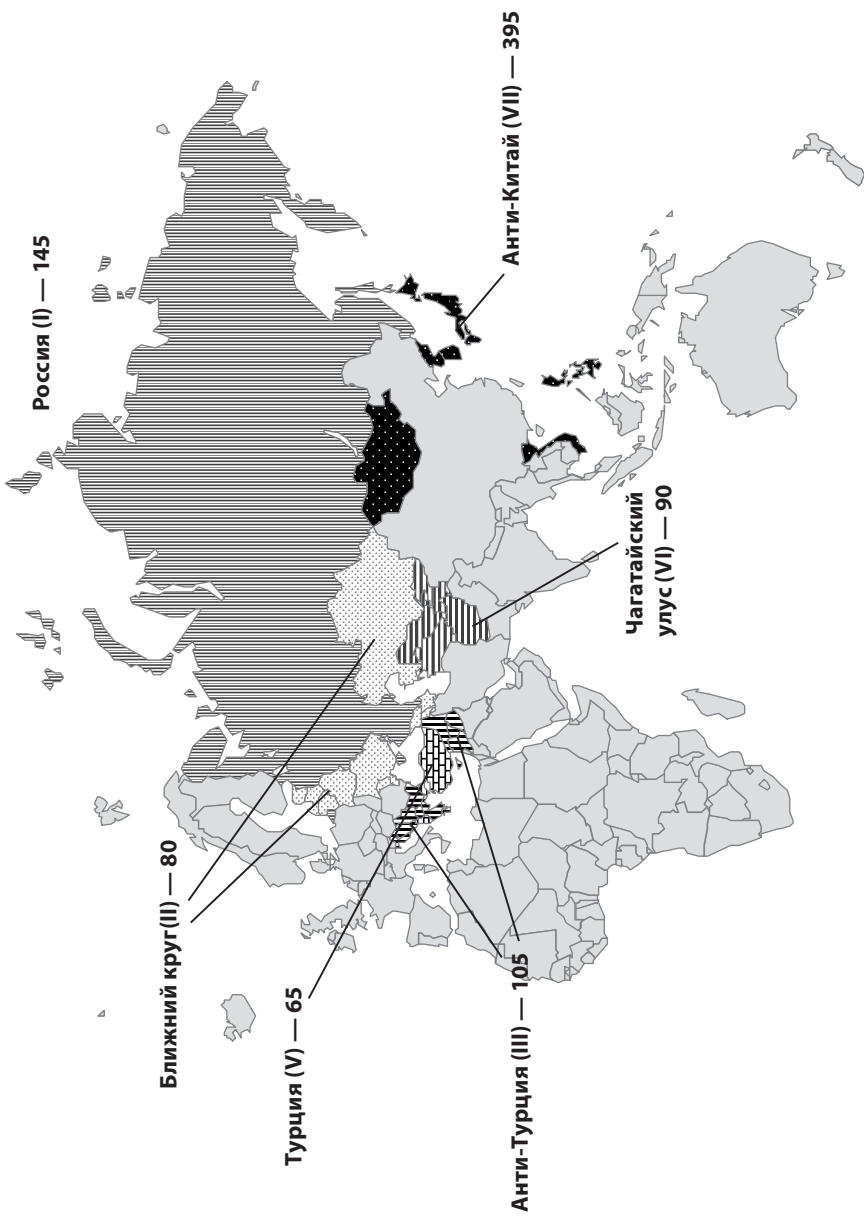 Россия (I) — 145
Ближний круг(II) — 80
Турция (V) — 65
Анти-Турция (III) — 105
Чагатайский
улус (VI) — 90
Анти-Китай (VII) — 395